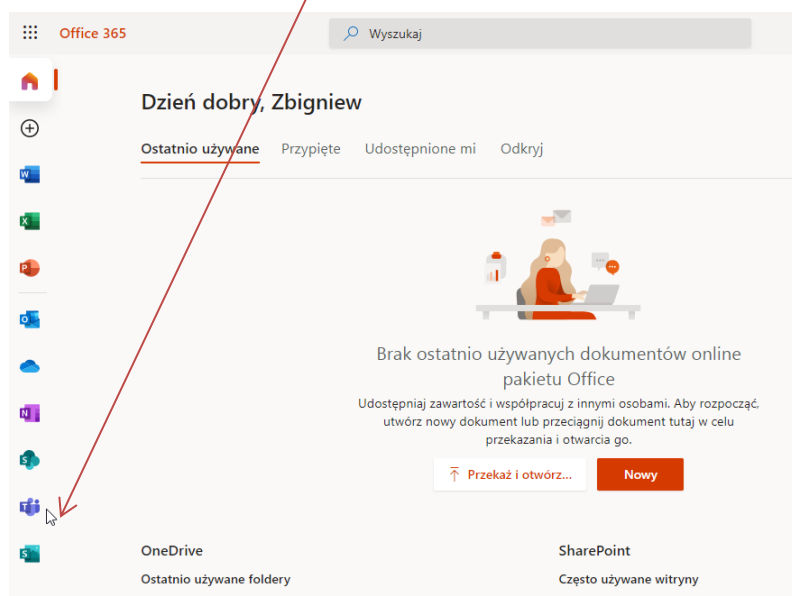 Office 365
Wyszukaj
Dzień dobry, Zbigniew
Ostatnio używane Przypięte Udostępnione mi Odkryj
W
X
P
O
N
S
T
S
Brak ostatnio używanych dokumentów online
pakietu Office
Udostępniaj zawartość i współpracuj z innymi osobami. Aby rozpocząć,
utwórz nowy dokument lub przeciągnij dokument tutaj w celu
przekazania i otwarcia go.
Przekaż i otwórz... Nowy
OneDrive SharePoint
Ostatnio używane foldery Często używane witryny